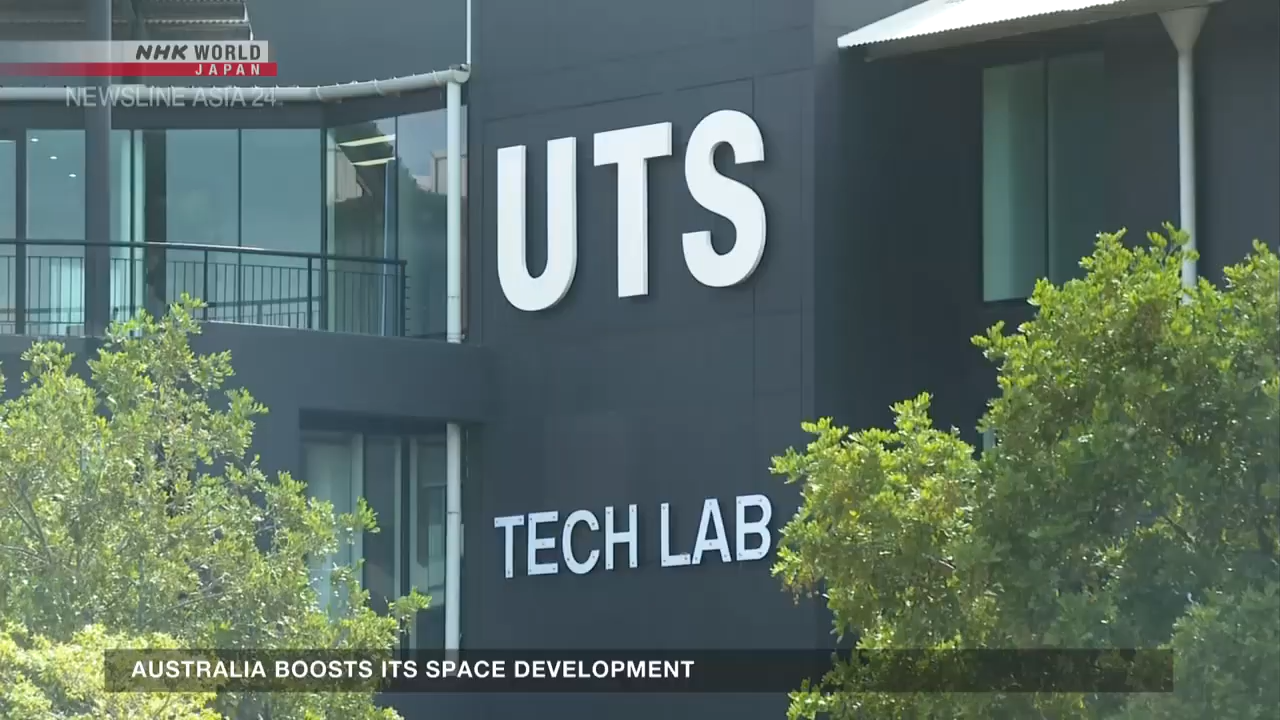 NHK WORLD
JAPAN
NEWSLINE ASIA 24
UTS
TECH LAB
AUSTRALIA BOOSTS ITS SPACE DEVELOPMENT